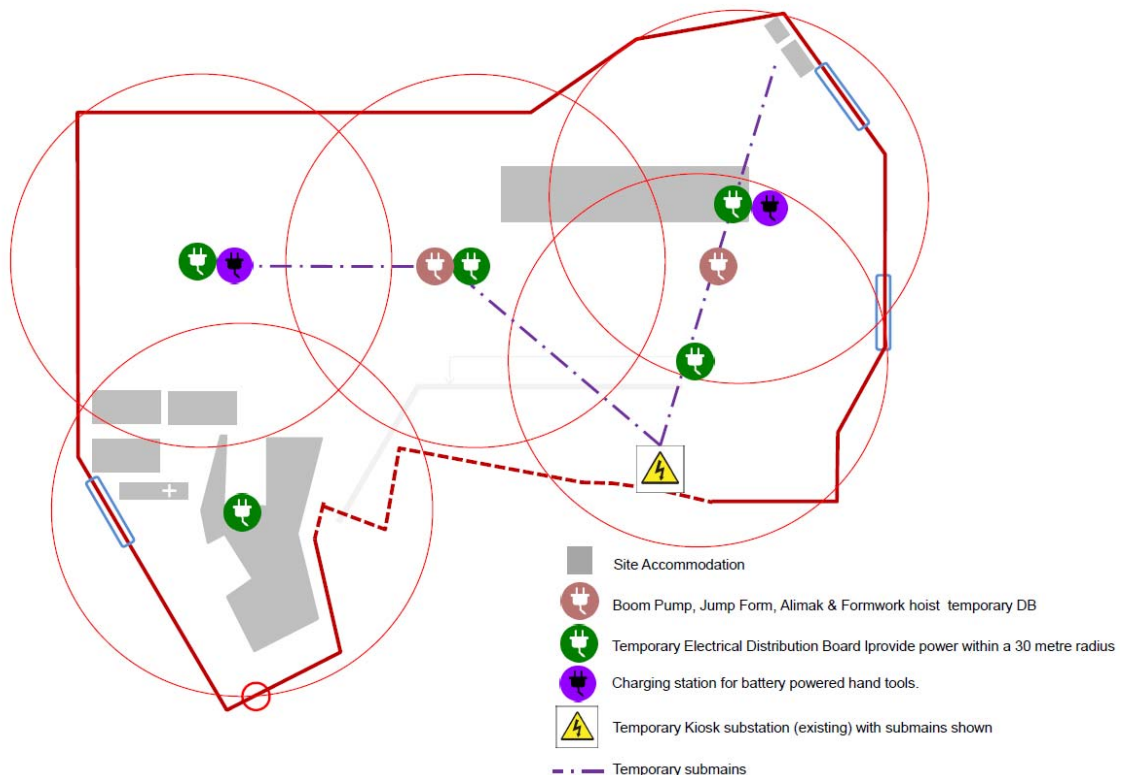 Site Accommodation
Boom Pump, Jump Form, Alimak & Formwork hoist temporary DB
Temporary Electrical Distribution Board Iprovide power within a 30 metre radius
Charging station for battery powered hand tools.
Temporary Kiosk substation (existing) with submains shown
Temporary submains